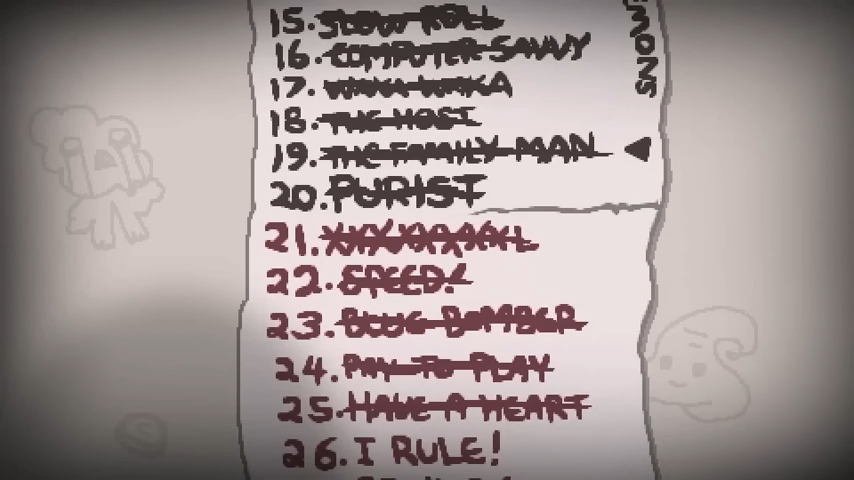 15. SLOW ROLL
16. COMPUTER SAVVY
17. WAKA WAKA
18. THE HOST
19. THE FAMILY MAN
20. PURIST
21. XXXXXXXXL
22. SPEED!
23. BLUE BOMBER
24. PAY TO PLAY
25. HAVE A HEART
26. I RULE!